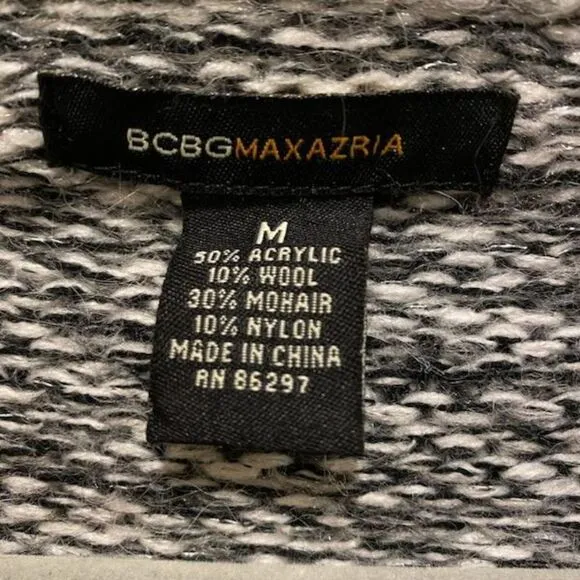 BCBGMAXAZRIA
M
50% ACRYLIC
10% WOOL
30% MOHAIR
10% NYLON
MADE IN CHINA
RN 86297